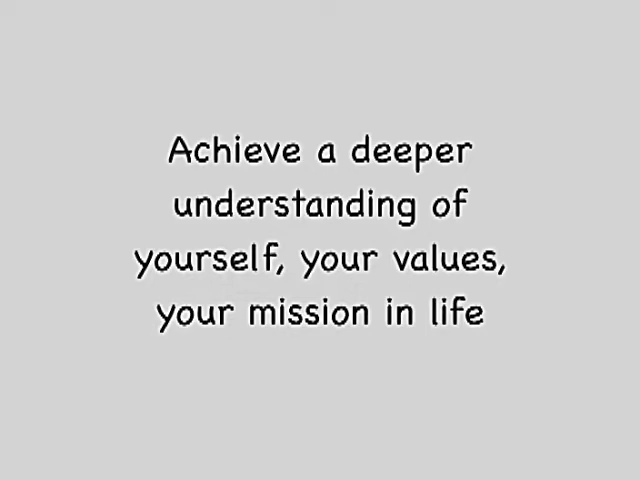 Achieve a deeper
understanding of
yourself, your values,
your mission in life